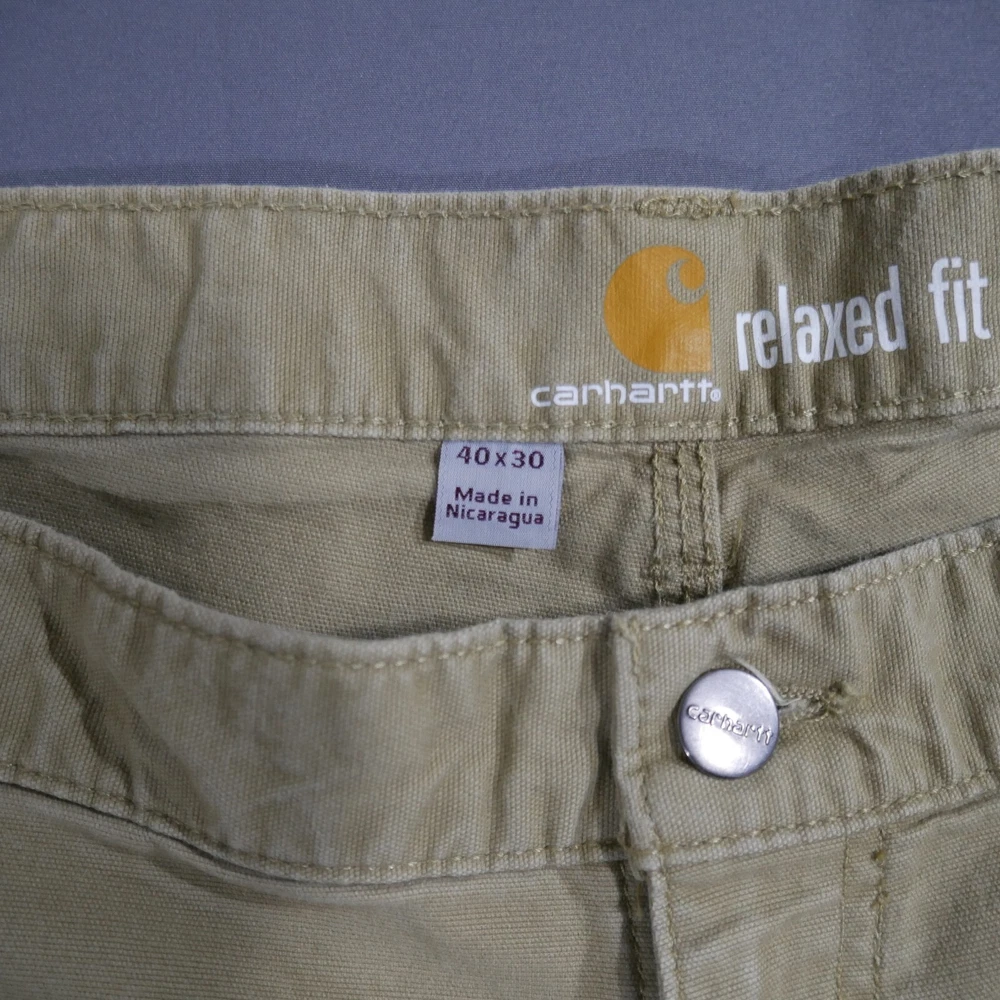 carhartt®
relaxed fit
40x30
Made in
Nicaragua
carhartt